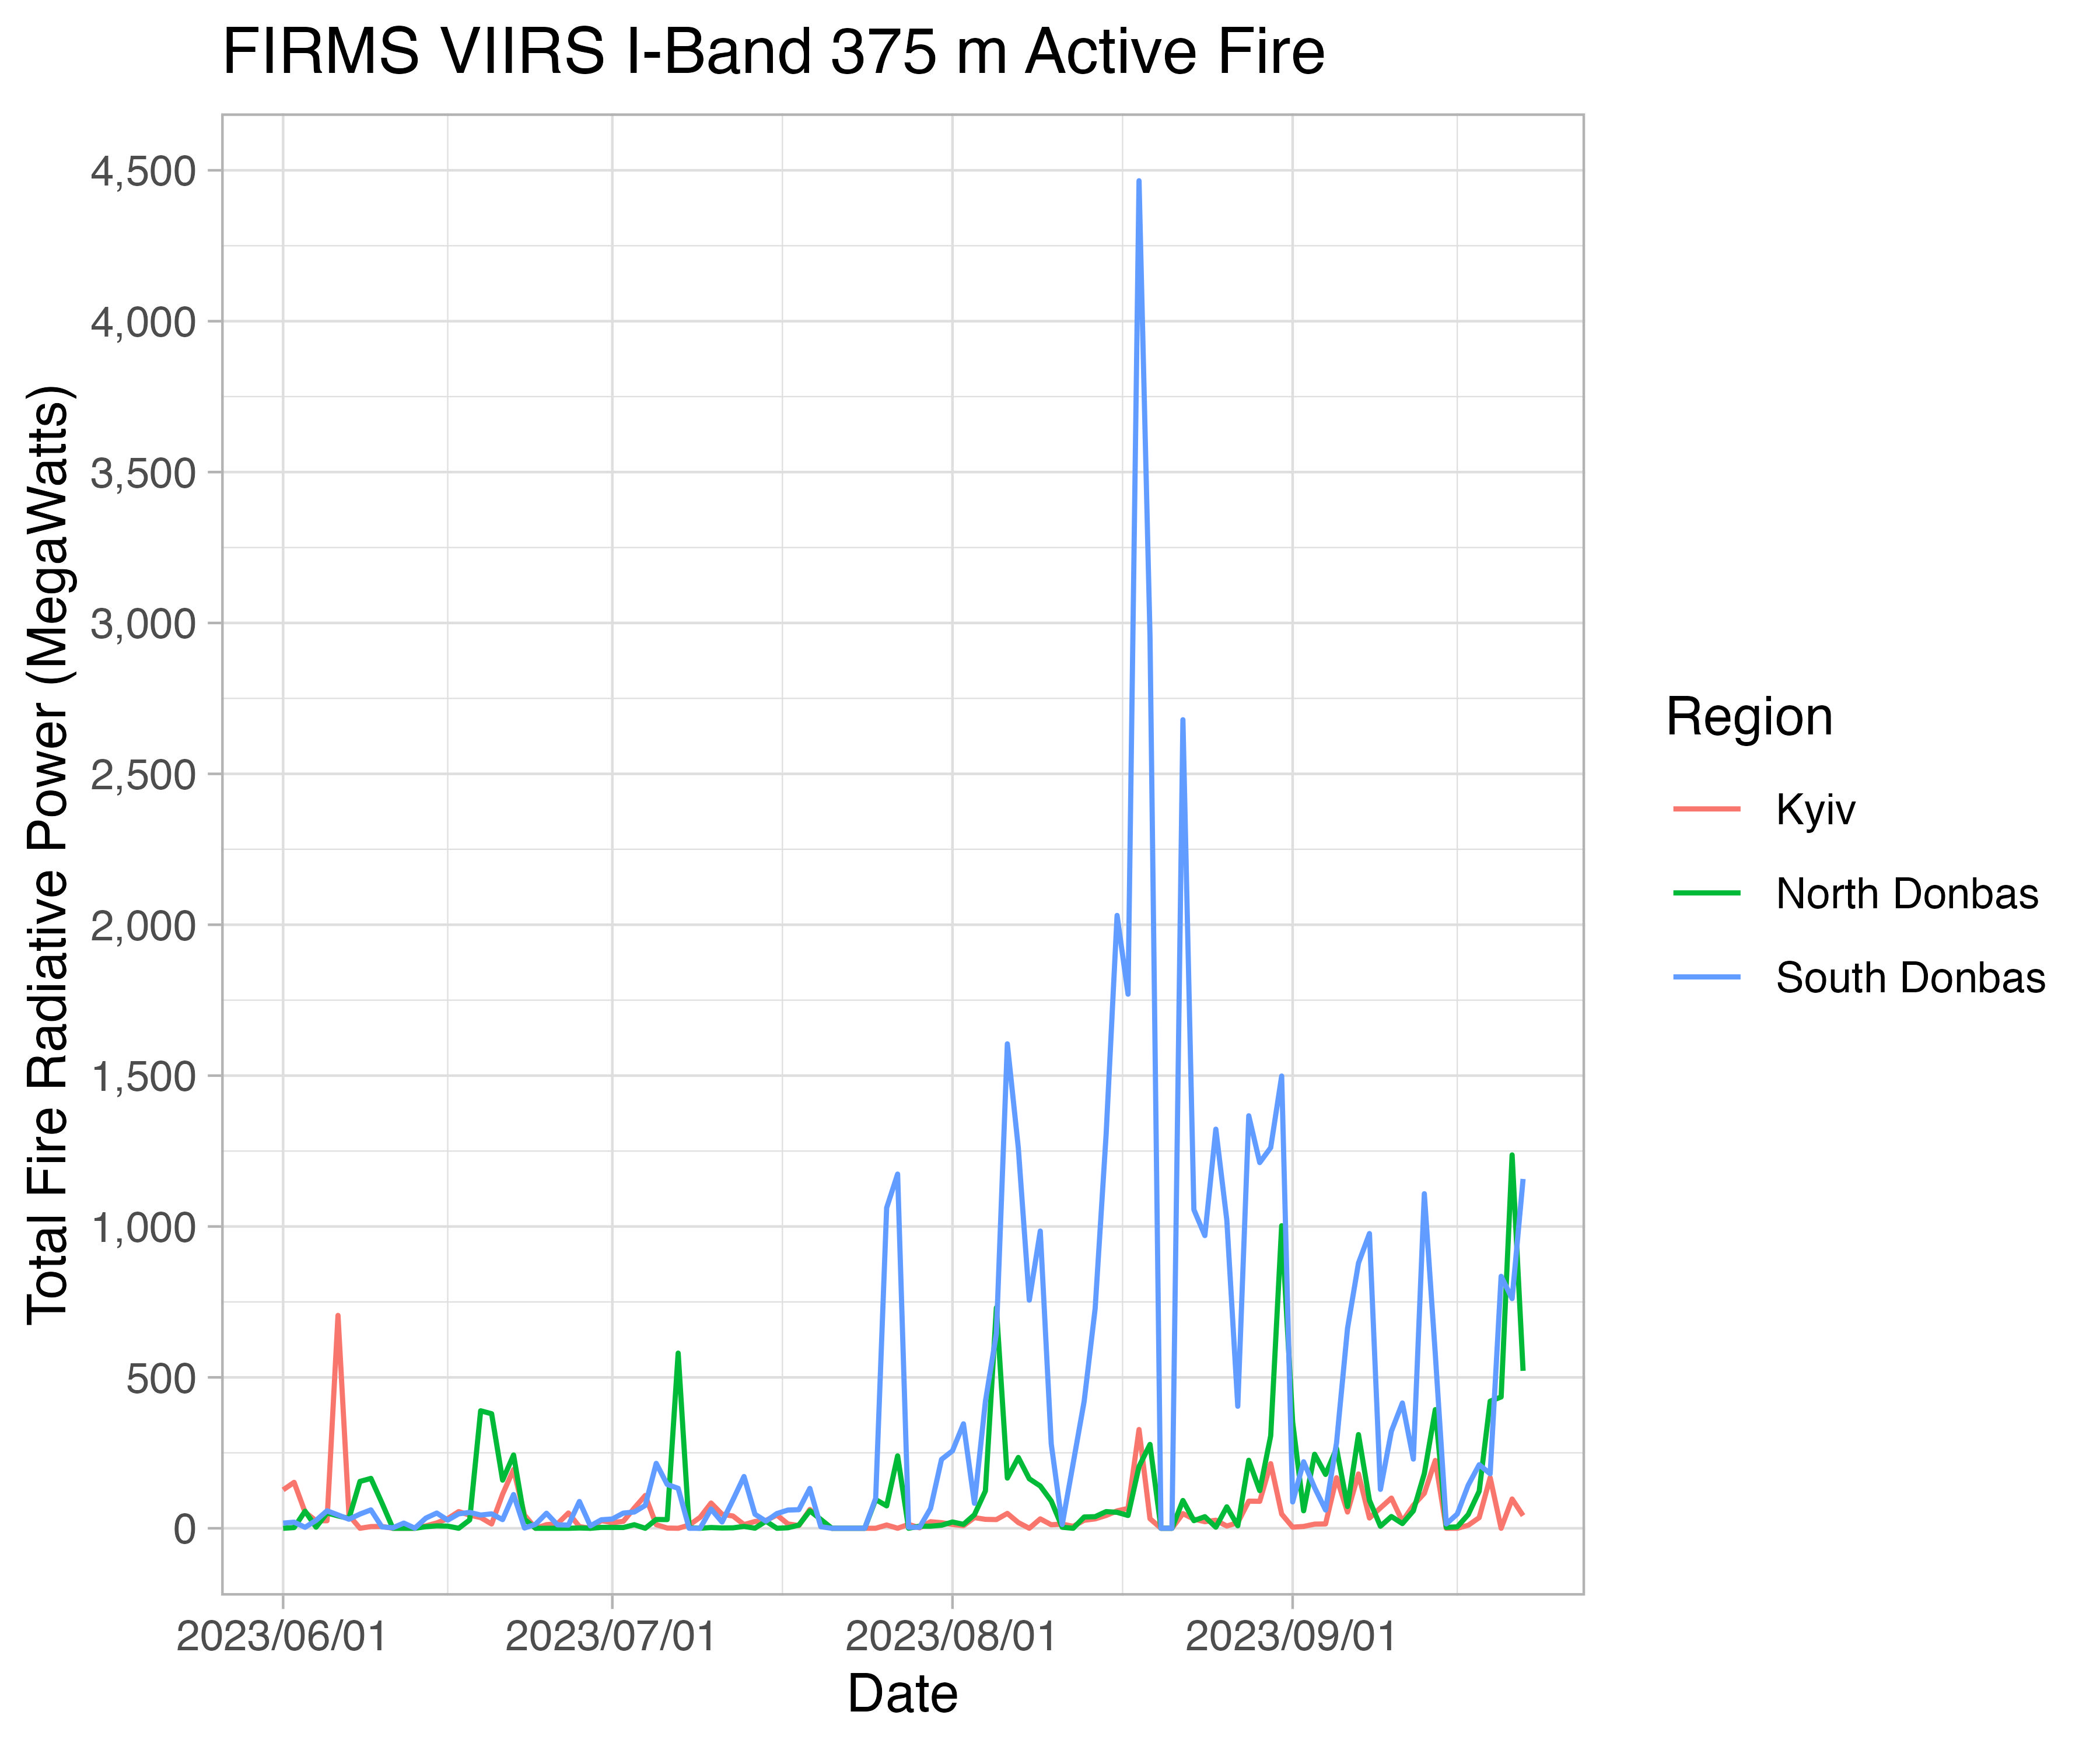 FIRMS VIIRS I-Band 375 m Active Fire
Total Fire Radiative Power (MegaWatts)
4,500
4,000
3,500
3,000
2,500
2,000
1,500
1,000
500
0
2023/06/01 2023/07/01 2023/08/01 2023/09/01
Date
Region
Kyiv
North Donbas
South Donbas